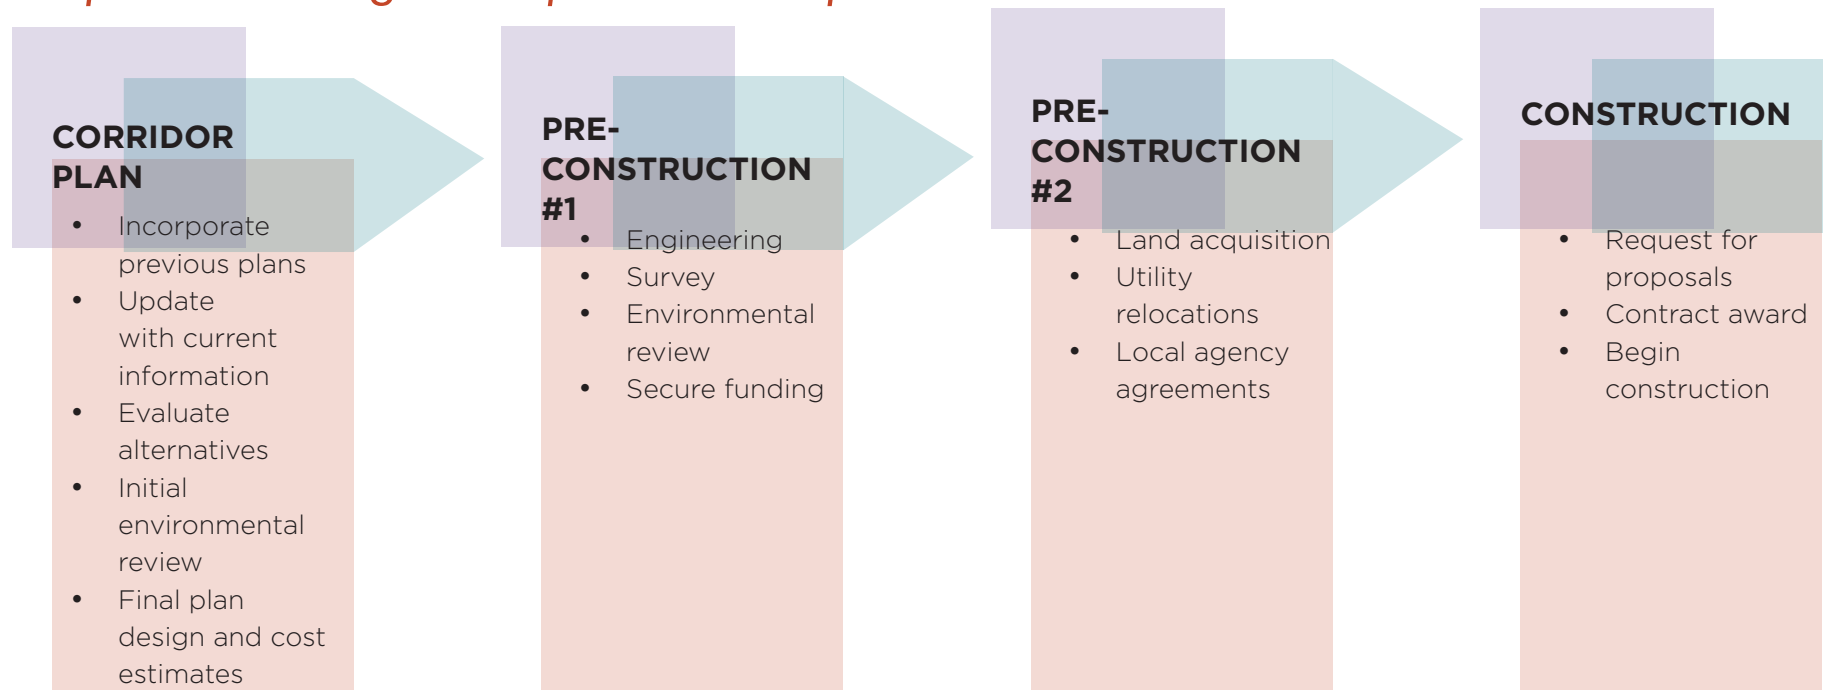 CORRIDOR
PLAN
• Incorporate
previous plans
• Update
with current
information
• Evaluate
alternatives
• Initial
environmental
review
• Final plan
design and cost
estimates
PRE-
CONSTRUCTION
#1
• Engineering
• Survey
• Environmental
review
• Secure funding
PRE-
CONSTRUCTION
#2
• Land acquisition
• Utility
relocations
• Local agency
agreements
CONSTRUCTION
• Request for
proposals
• Contract award
• Begin
construction